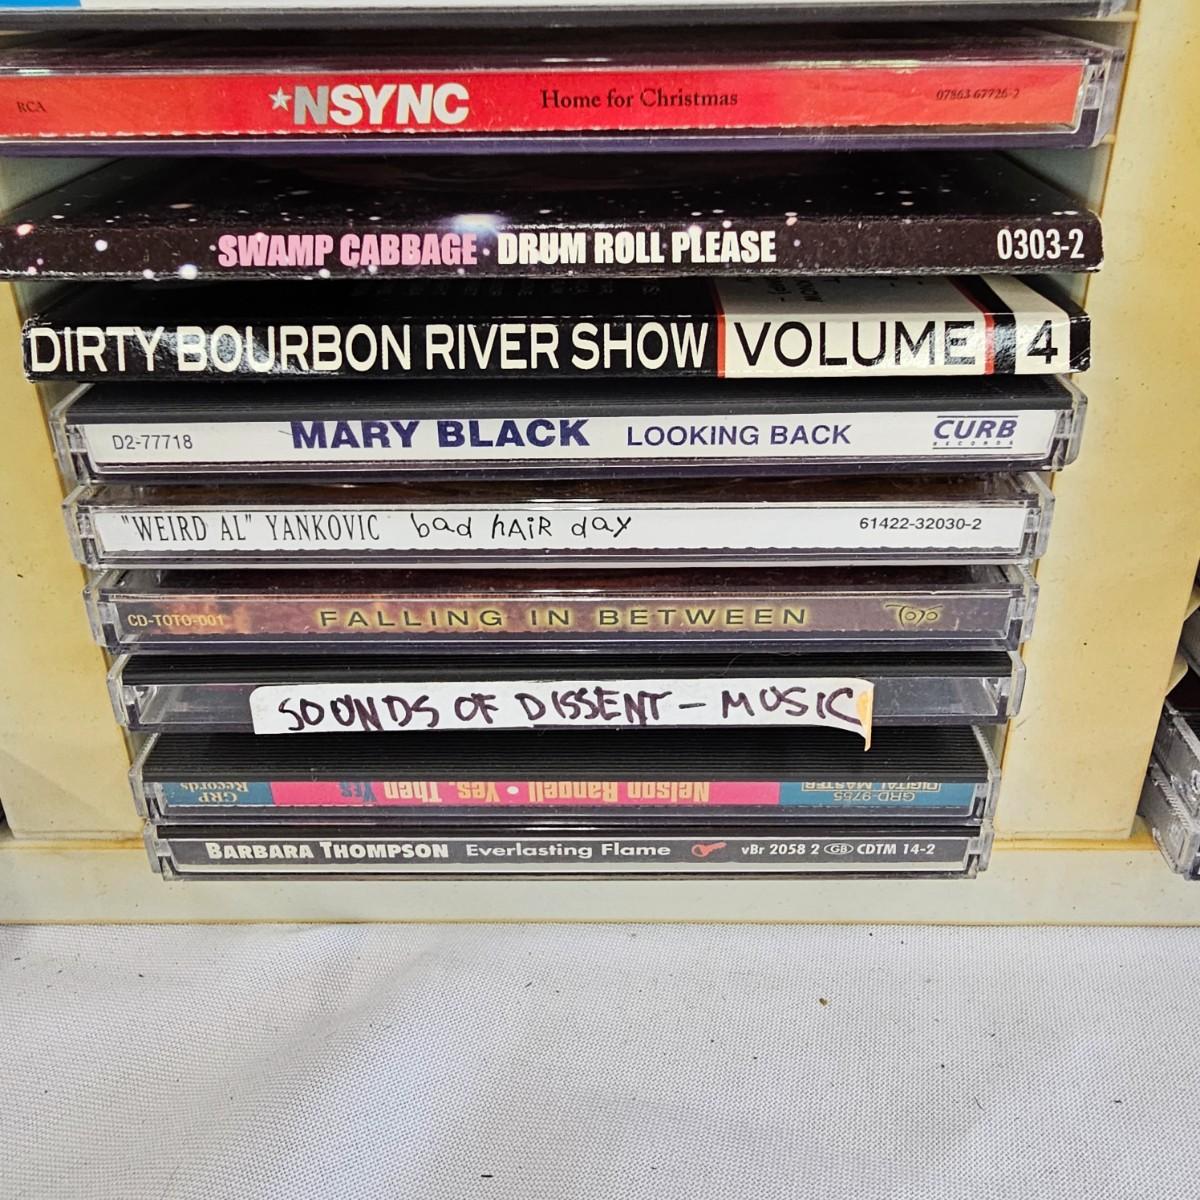 RCA *NSYNC Home for Christmas 07863 67726-2
SWAMP CABBAGE · DRUM ROLL PLEASE 0303-2
DIRTY BOURBON RIVER SHOW VOLUME 4
D2-77718 MARY BLACK LOOKING BACK CURB RECORDS
"WEIRD AL" YANKOVIC bad hAiR day 61422-32030-2
CD-TOTO-001 FALLING IN BETWEEN TOTO
SOUNDS OF DISSENT - MUSIC
GRD-9755 DIGITAL MASTER Nelson Rangell • Yes, Then Yes GRP Records
BARBARA THOMPSON Everlasting Flame vBr 2058 2 GB CDTM 14-2